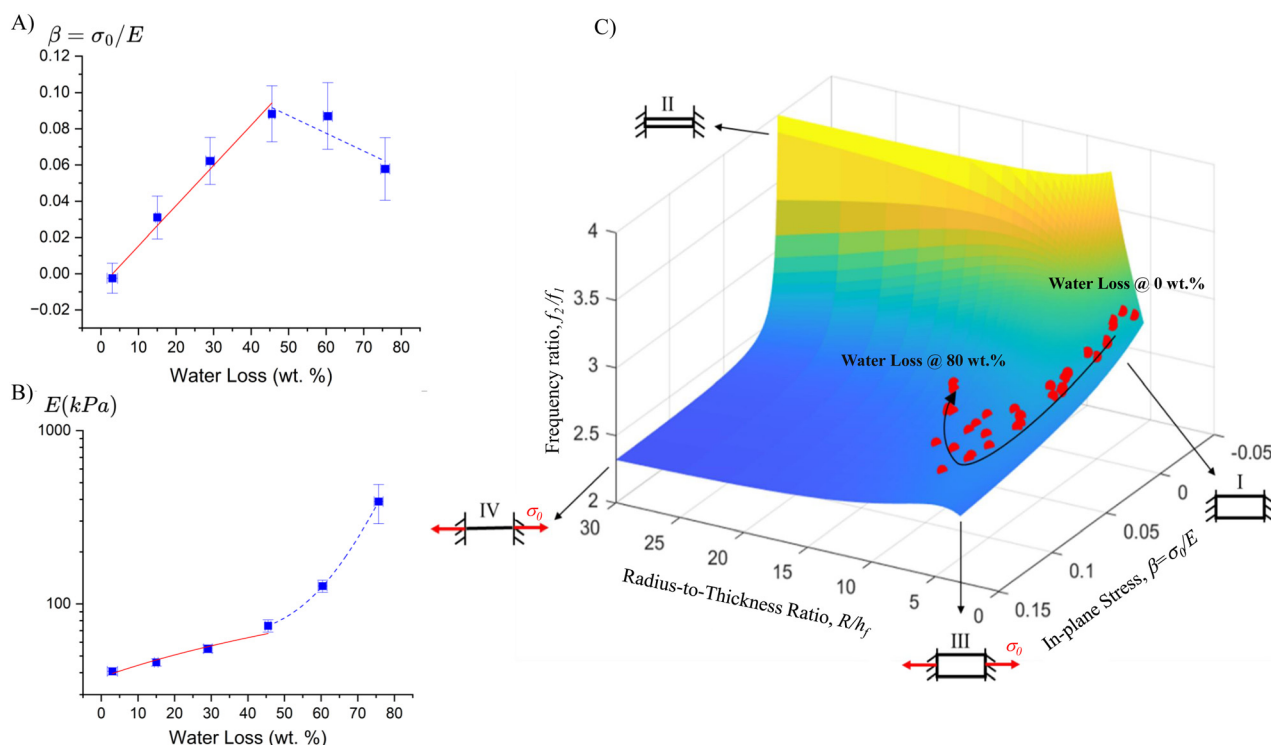 A)
β = σ0/E
0.12
0.10
0.08
0.06
0.04
0.02
0.00
−0.02
0 10 20 30 40 50 60 70 80
Water Loss (wt. %)
B)
E(kPa)
1000
100
0 10 20 30 40 50 60 70 80
Water Loss (wt. %)
C)
II
Water Loss @ 0 wt.%
Water Loss @ 80 wt.%
Frequency ratio, f2/f1
4
3.5
3
2.5
2
30 25 20 15 10 5 0
Radius-to-Thickness Ratio, R/hf
-0.05
0
0.05
0.1
0.15
In-plane Stress, β=σ0/E
I
IV
σ0
III
σ0